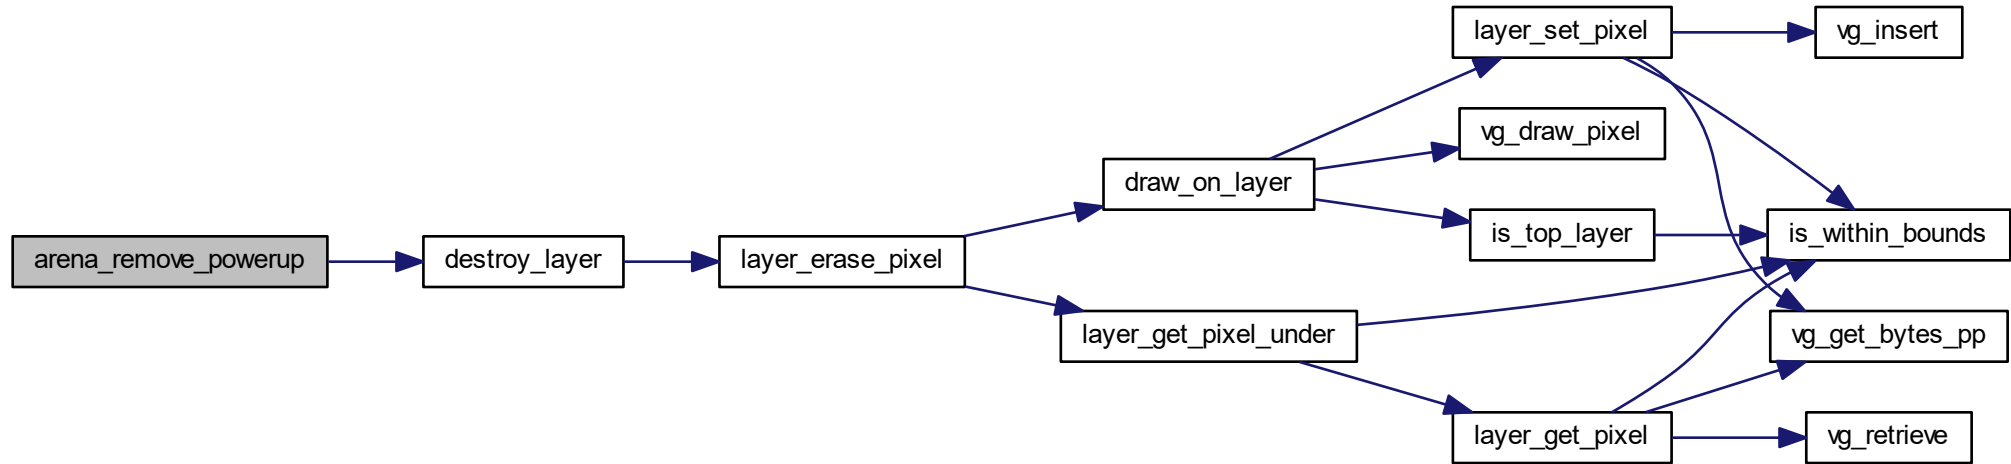 arena_remove_powerup
destroy_layer
layer_erase_pixel
draw_on_layer
layer_get_pixel_under
layer_set_pixel
vg_draw_pixel
is_top_layer
layer_get_pixel
vg_insert
is_within_bounds
vg_get_bytes_pp
vg_retrieve